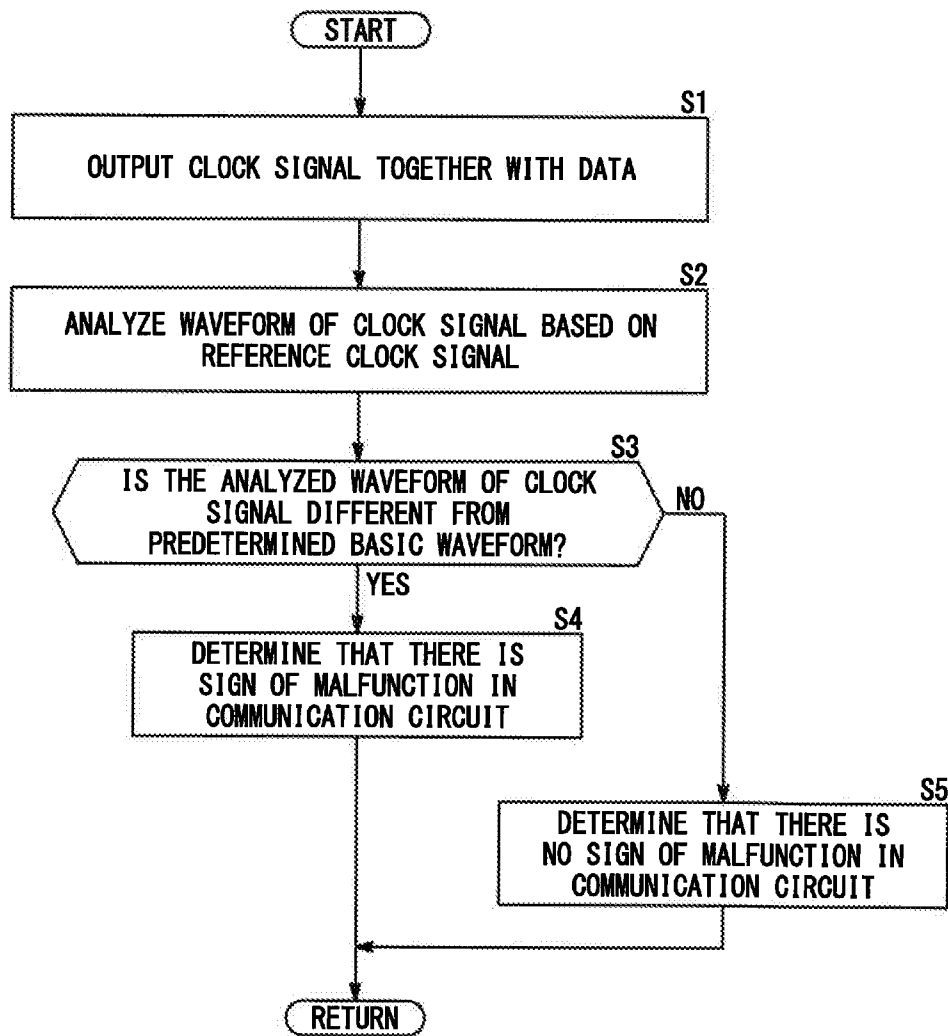 START
S1
OUTPUT CLOCK SIGNAL TOGETHER WITH DATA
S2
ANALYZE WAVEFORM OF CLOCK SIGNAL BASED ON
REFERENCE CLOCK SIGNAL
S3
IS THE ANALYZED WAVEFORM OF CLOCK
SIGNAL DIFFERENT FROM
PREDETERMINED BASIC WAVEFORM?
NO
YES
S4
DETERMINE THAT THERE IS
SIGN OF MALFUNCTION IN
COMMUNICATION CIRCUIT
S5
DETERMINE THAT THERE IS
NO SIGN OF MALFUNCTION IN
COMMUNICATION CIRCUIT
RETURN